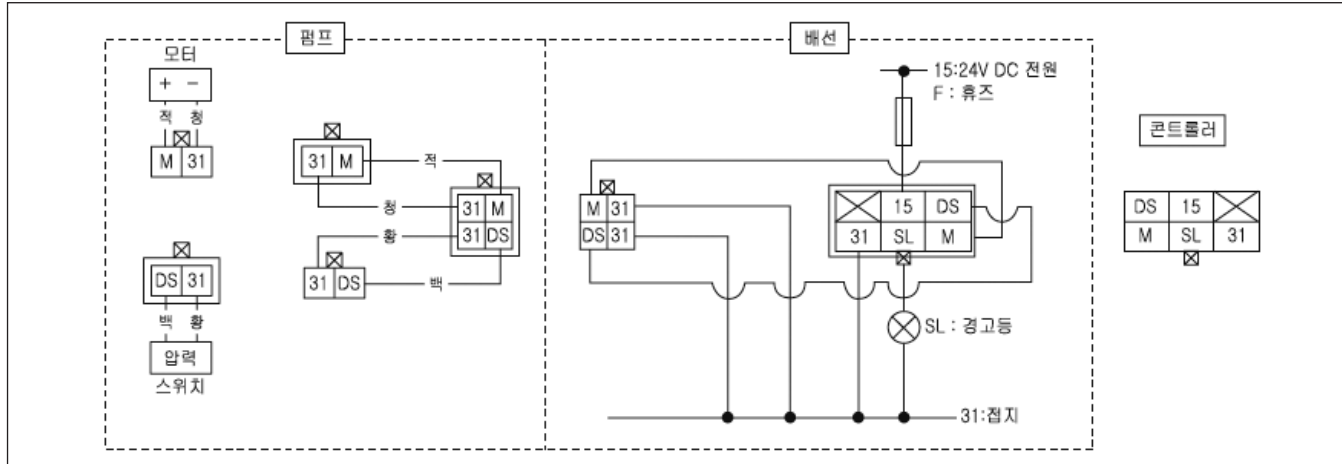 펌프
모터
+ −
적 청
M 31
31 M
적
청
황
31 M
31 DS
DS 31
백 황
압력
스위치
31 DS
백
배선
15:24V DC 전원
F : 휴즈
M 31
DS 31
15 DS
31 SL M
SL : 경고등
31:접지
콘트롤러
DS 15
M SL 31